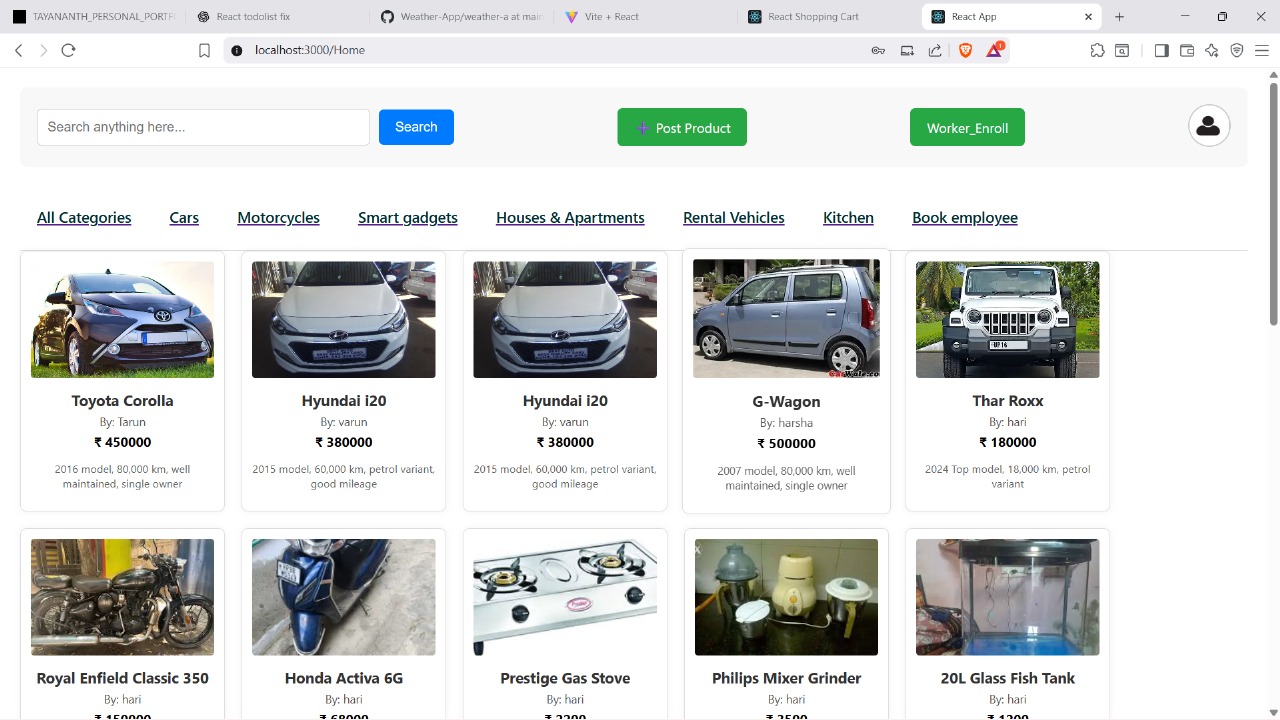 TAYANANTH_PERSONAL_PORTF
React todolist fix
Weather-App/weather-a at main
Vite + React
React Shopping Cart
React App
localhost:3000/Home
1
Search anything here...
Search
Post Product
Worker_Enroll
All Categories
Cars
Motorcycles
Smart gadgets
Houses & Apartments
Rental Vehicles
Kitchen
Book employee
Toyota Corolla
By: Tarun
₹ 450000
2016 model, 80,000 km, well
maintained, single owner
Hyundai i20
By: varun
₹ 380000
2015 model, 60,000 km, petrol variant,
good mileage
Hyundai i20
By: varun
₹ 380000
2015 model, 60,000 km, petrol variant,
good mileage
G-Wagon
By: harsha
₹ 500000
2007 model, 80,000 km, well
maintained, single owner
Thar Roxx
By: hari
₹ 180000
2024 Top model, 18,000 km, petrol
variant
Royal Enfield Classic 350
By: hari
₹ 150000
Honda Activa 6G
By: hari
₹ 68000
Prestige Gas Stove
By: hari
₹ 2200
Philips Mixer Grinder
By: hari
₹ 2500
20L Glass Fish Tank
By: hari
₹ 1200